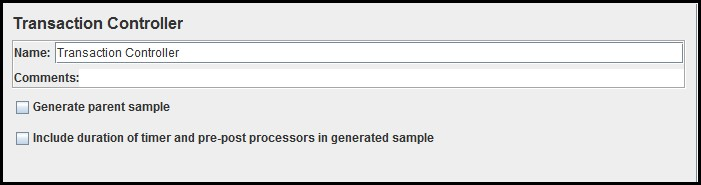 Transaction Controller
Name: Transaction Controller
Comments:
Generate parent sample
Include duration of timer and pre-post processors in generated sample